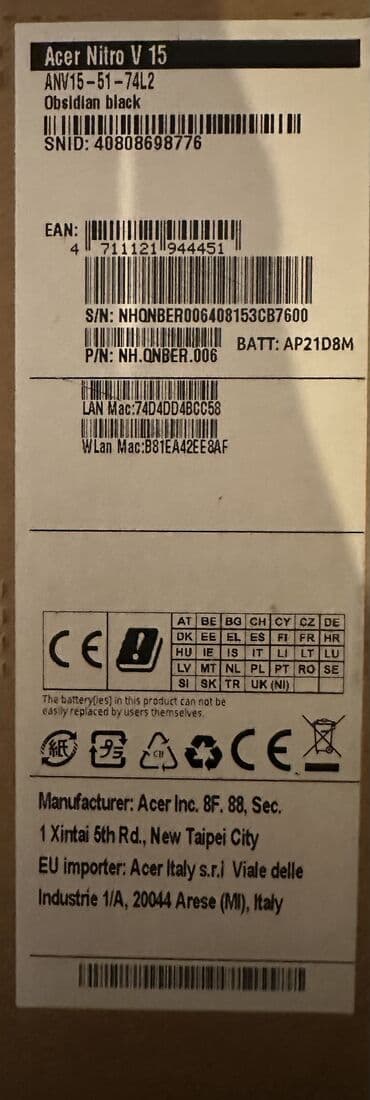 Acer Nitro V 15
ANV15-51-74L2
Obsidian black
SNID: 40808698776
EAN:
4 711121 944451
S/N: NHQNBER006408153CB7600
P/N: NH.QNBER.006 BATT: AP21D8M
LAN Mac:74D4DD4BCC58
WLan Mac:B81EA42EE8AF
CE
AT BE BG CH CY CZ DE
DK EE EL ES FI FR HR
HU IE IS IT LI LT LU
LV MT NL PL PT RO SE
SI SK TR UK (NI)
The battery[ies] in this product can not be
easily replaced by users themselves.
紙 プラ CE
Manufacturer: Acer Inc. 8F. 88, Sec.
1 Xintai 5th Rd., New Taipei City
EU importer: Acer Italy s.r.l Viale delle
Industrie 1/A, 20044 Arese (MI), Italy